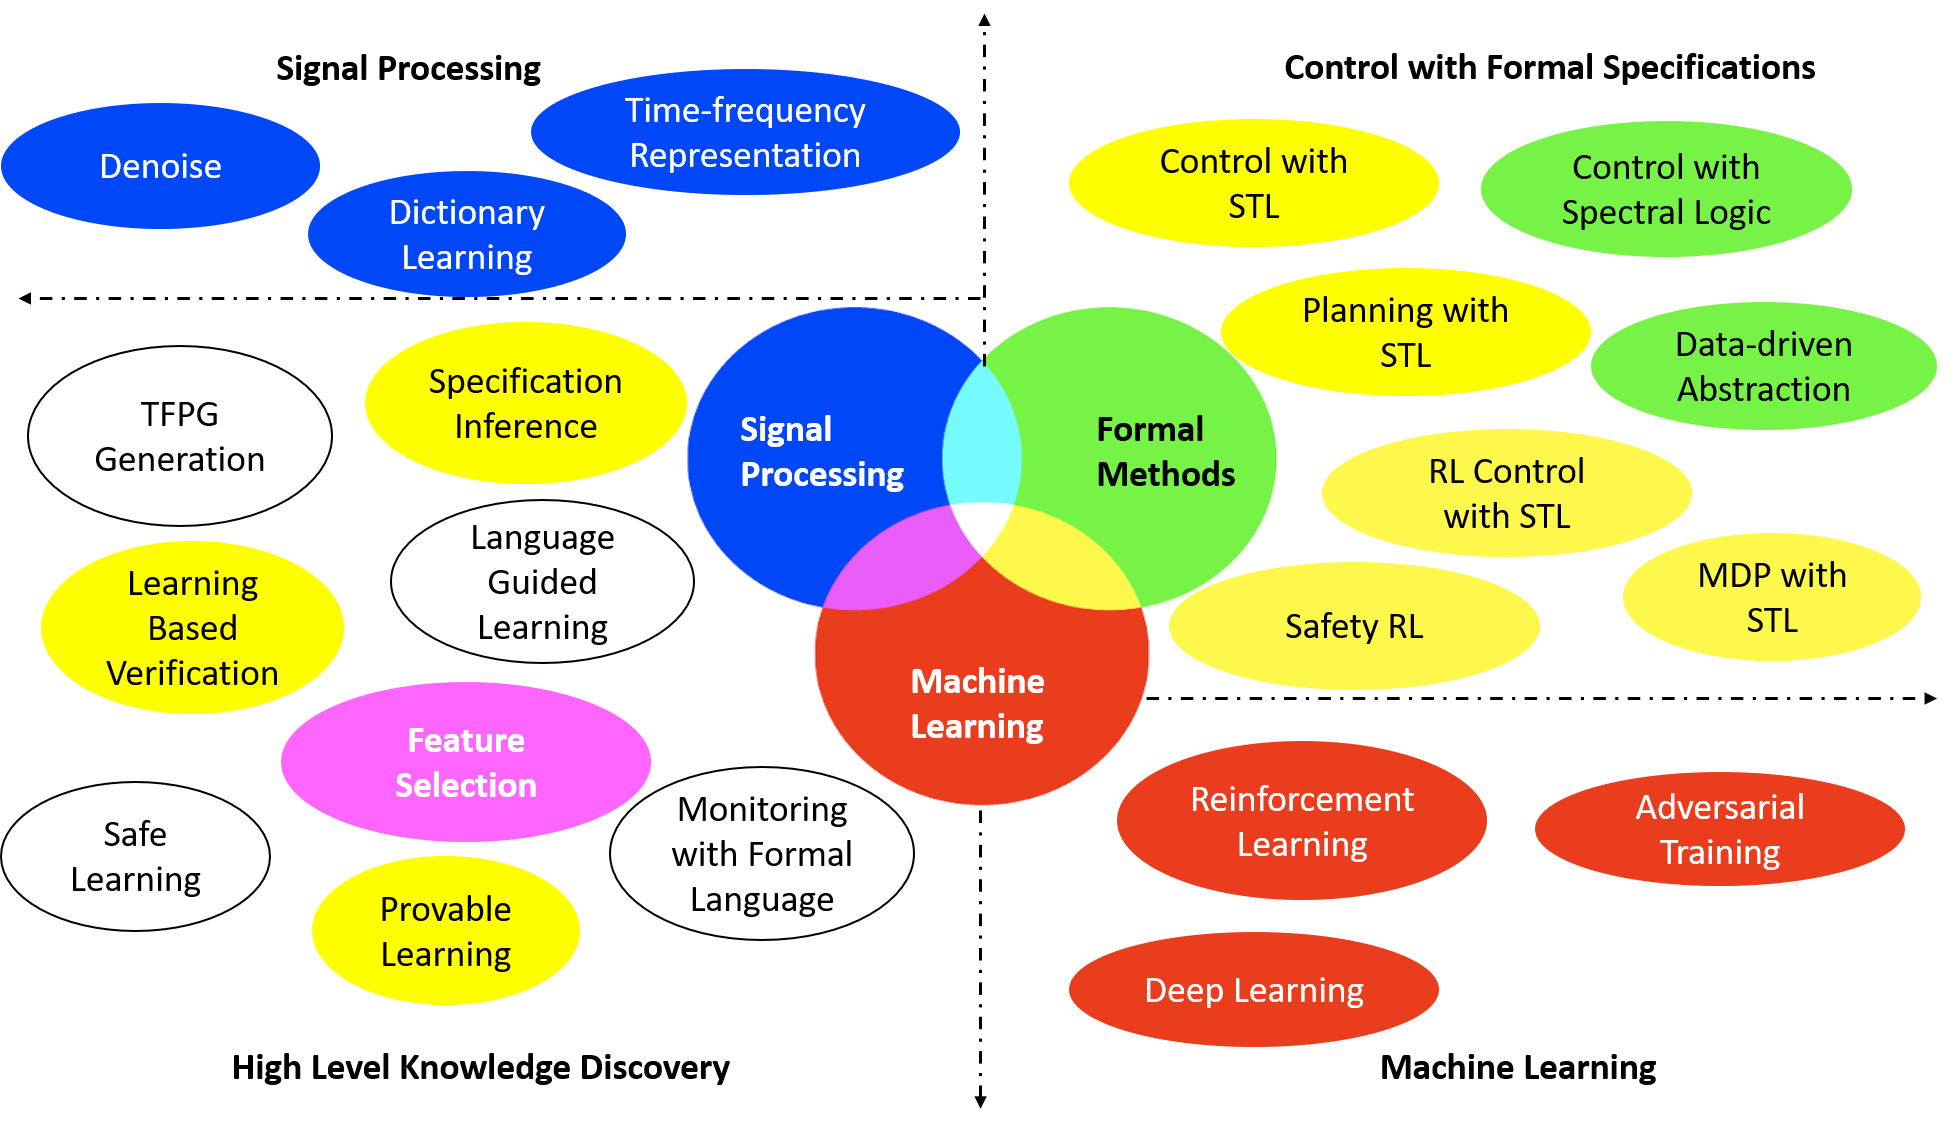 Signal Processing
Denoise
Dictionary
Learning
Time-frequency
Representation
Control with Formal Specifications
Control with
STL
Control with
Spectral Logic
Planning with
STL
Data-driven
Abstraction
RL Control
with STL
MDP with
STL
Safety RL
Signal
Processing
Formal
Methods
Machine
Learning
TFPG
Generation
Specification
Inference
Language
Guided
Learning
Learning
Based
Verification
Feature
Selection
Safe
Learning
Monitoring
with Formal
Language
Provable
Learning
High Level Knowledge Discovery
Reinforcement
Learning
Adversarial
Training
Deep Learning
Machine Learning